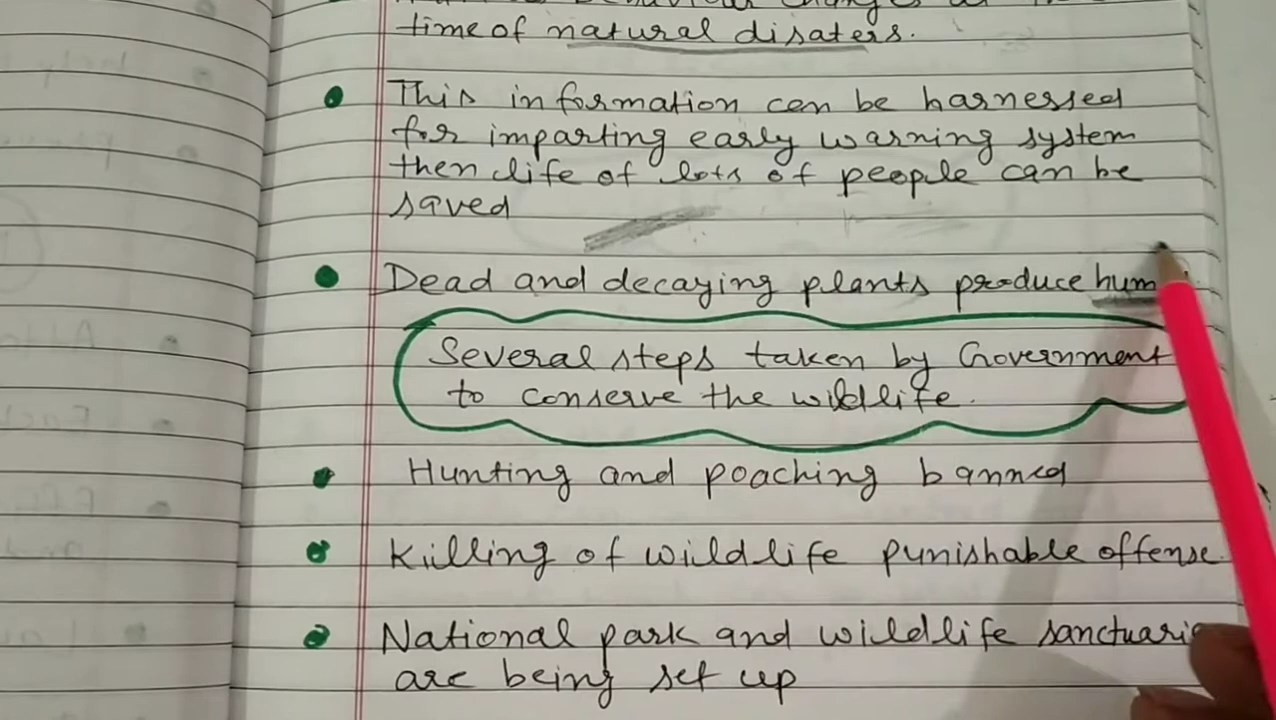 time of natural disaters.
This information can be harnessed
for imparting early warning system
then life of lots of people can be
saved
Dead and decaying plants produce hum
Several steps taken by Government
to conserve the wildlife.
Hunting and poaching banned
Killing of wildlife punishable offense.
National park and wildlife sanctuarie
are being set up